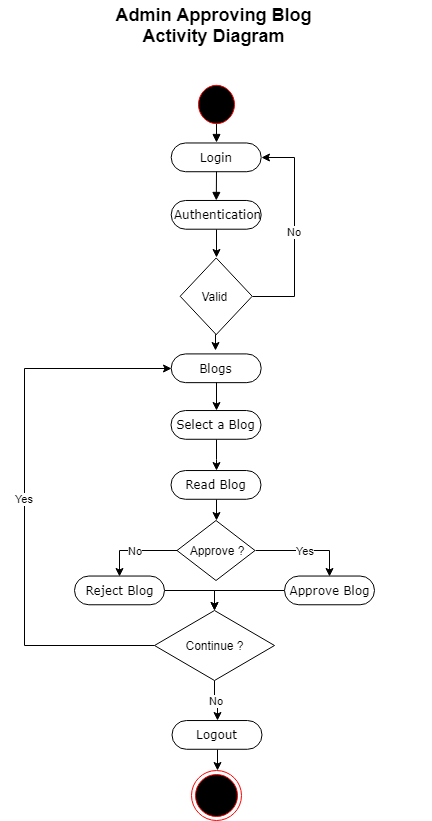 Admin Approving Blog
Activity Diagram
Login
Authentication
No
Valid
Blogs
Select a Blog
Read Blog
Yes
Approve ?
No
Yes
Reject Blog
Approve Blog
Continue ?
No
Logout